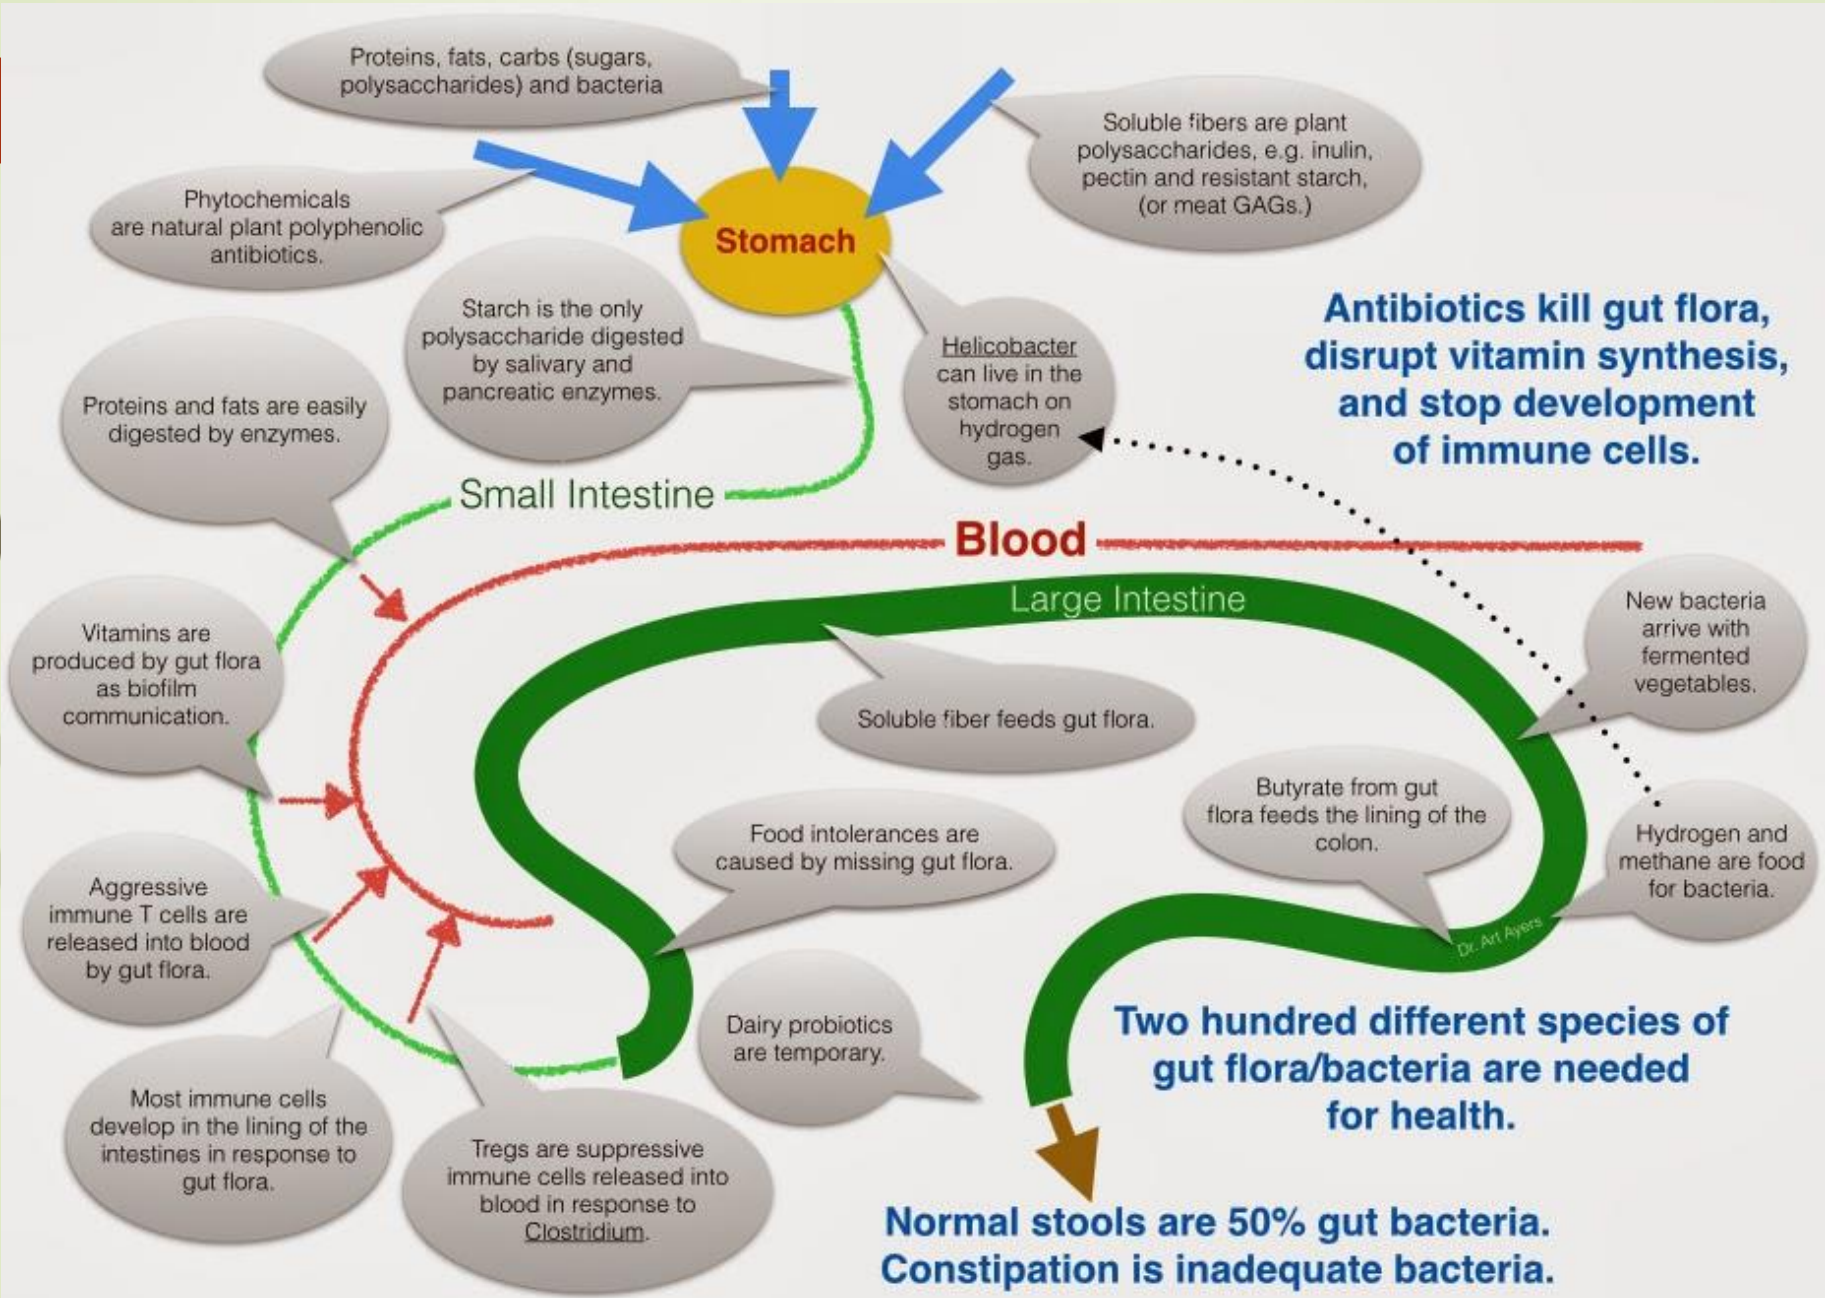 Proteins, fats, carbs (sugars,
polysaccharides) and bacteria
Soluble fibers are plant
polysaccharides, e.g. inulin,
pectin and resistant starch,
(or meat GAGs.)
Phytochemicals
are natural plant polyphenolic
antibiotics.
Stomach
Starch is the only
polysaccharide digested
by salivary and
pancreatic enzymes.
Helicobacter
can live in the
stomach on
hydrogen
gas.
Antibiotics kill gut flora,
disrupt vitamin synthesis,
and stop development
of immune cells.
Proteins and fats are easily
digested by enzymes.
Small Intestine
Blood
Large Intestine
New bacteria
arrive with
fermented
vegetables.
Vitamins are
produced by gut flora
as biofilm
communication.
Soluble fiber feeds gut flora.
Butyrate from gut
flora feeds the lining of the
colon.
Food intolerances are
caused by missing gut flora.
Hydrogen and
methane are food
for bacteria.
Aggressive
immune T cells are
released into blood
by gut flora.
Dr. Art Ayers
Dairy probiotics
are temporary.
Two hundred different species of
gut flora/bacteria are needed
for health.
Most immune cells
develop in the lining of the
intestines in response to
gut flora.
Tregs are suppressive
immune cells released into
blood in response to
Clostridium.
Normal stools are 50% gut bacteria.
Constipation is inadequate bacteria.